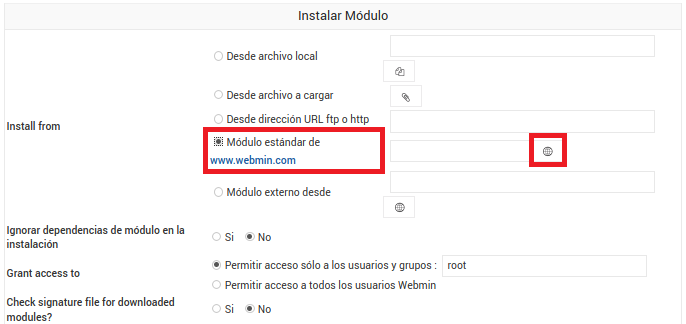 Instalar Módulo
Install from
Desde archivo local
Desde archivo a cargar
Desde dirección URL ftp o http
Módulo estándar de
www.webmin.com
Módulo externo desde
Ignorar dependencias de módulo en la
instalación
Si No
Grant access to
Permitir acceso sólo a los usuarios y grupos : root
Permitir acceso a todos los usuarios Webmin
Check signature file for downloaded
modules?
Si No